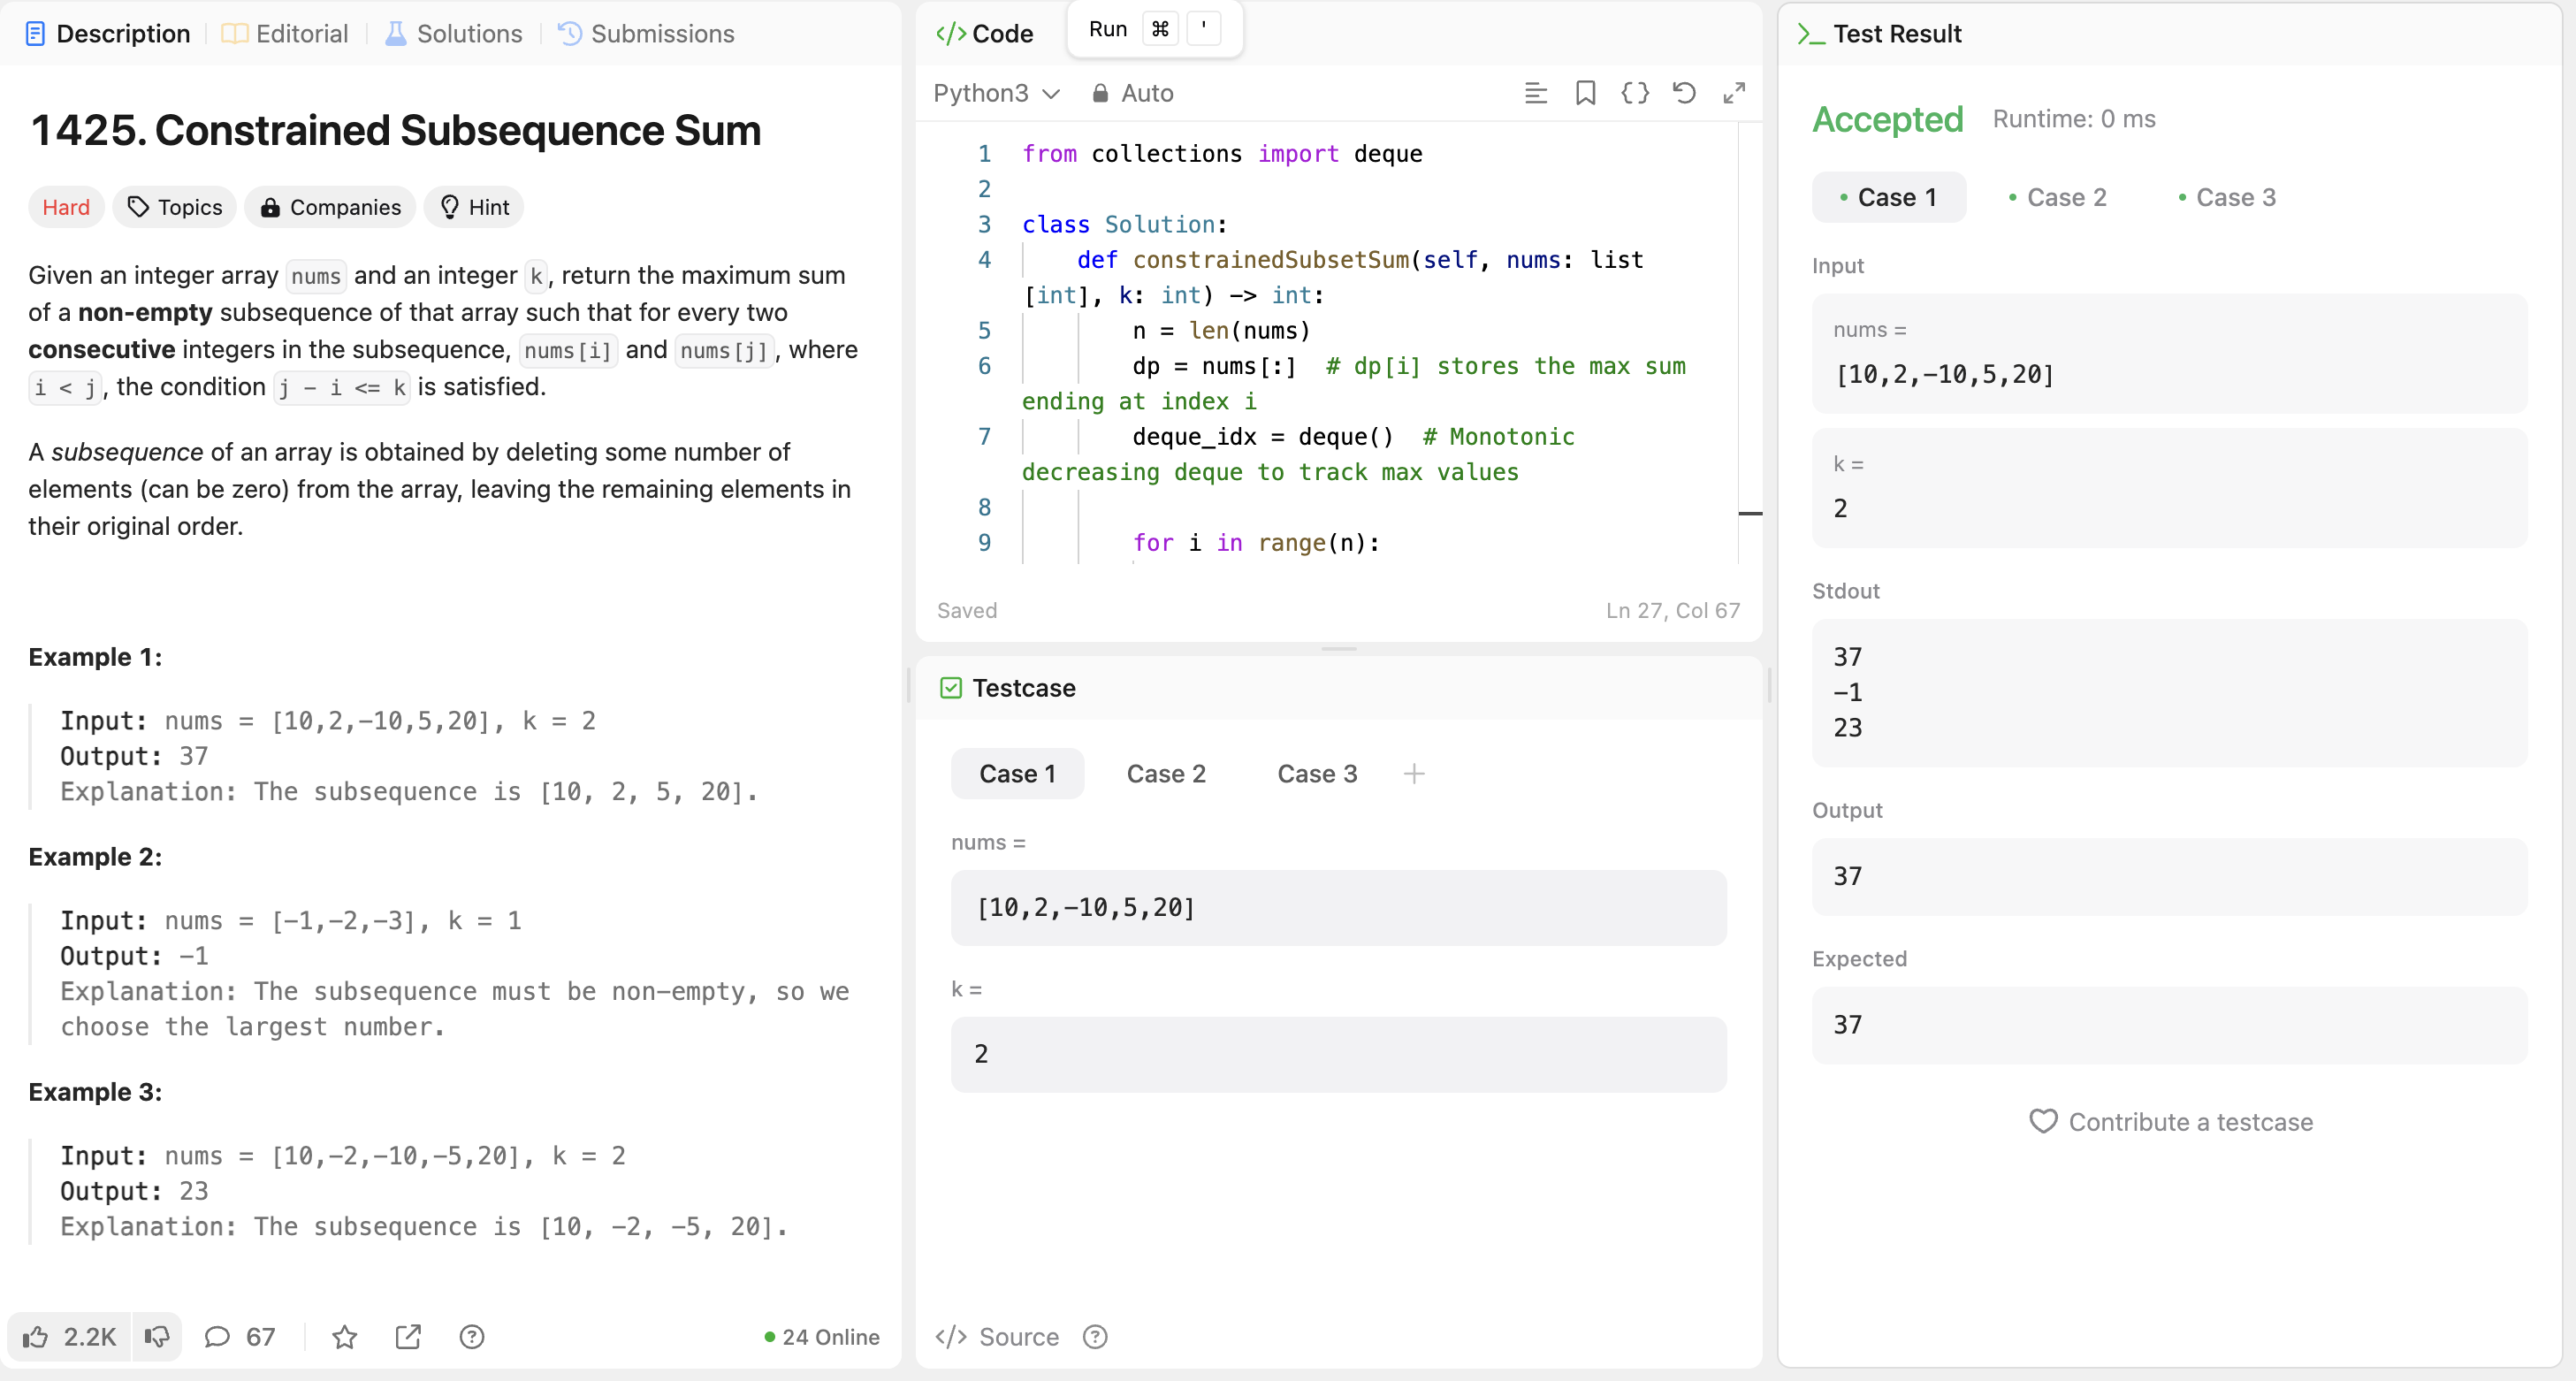 Description
Editorial
Solutions
Submissions
1425. Constrained Subsequence Sum
Hard
Topics
Companies
Hint
Given an integer array nums and an integer k, return the maximum sum
of a non-empty subsequence of that array such that for every two
consecutive integers in the subsequence, nums[i] and nums[j], where
i < j, the condition j - i <= k is satisfied.
A subsequence of an array is obtained by deleting some number of
elements (can be zero) from the array, leaving the remaining elements in
their original order.
Example 1:
Input: nums = [10,2,-10,5,20], k = 2
Output: 37
Explanation: The subsequence is [10, 2, 5, 20].
Example 2:
Input: nums = [-1,-2,-3], k = 1
Output: -1
Explanation: The subsequence must be non-empty, so we
choose the largest number.
Example 3:
Input: nums = [10,-2,-10,-5,20], k = 2
Output: 23
Explanation: The subsequence is [10, -2, -5, 20].
2.2K
67
24 Online
</> Code
Run ⌘ '
Python3
Auto
1 from collections import deque
2
3 class Solution:
4 def constrainedSubsetSum(self, nums: list
[int], k: int) -> int:
5 n = len(nums)
6 dp = nums[:]  # dp[i] stores the max sum
ending at index i
7 deque_idx = deque()  # Monotonic
decreasing deque to track max values
8
9 for i in range(n):
Saved
Ln 27, Col 67
Testcase
Case 1
Case 2
Case 3
+
nums =
[10,2,-10,5,20]
k =
2
</> Source
Test Result
Accepted
Runtime: 0 ms
Case 1
Case 2
Case 3
Input
nums =
[10,2,-10,5,20]
k =
2
Stdout
37
-1
23
Output
37
Expected
37
Contribute a testcase